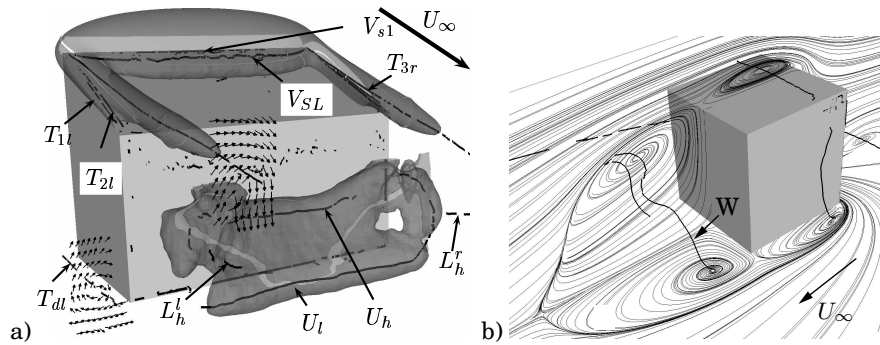 V_{s1}
U_∞
T_{3r}
V_{SL}
T_{1l}
T_{2l}
W
L_h^r
T_{dl}
L_h^l
U_l
U_h
U_∞
a)
b)